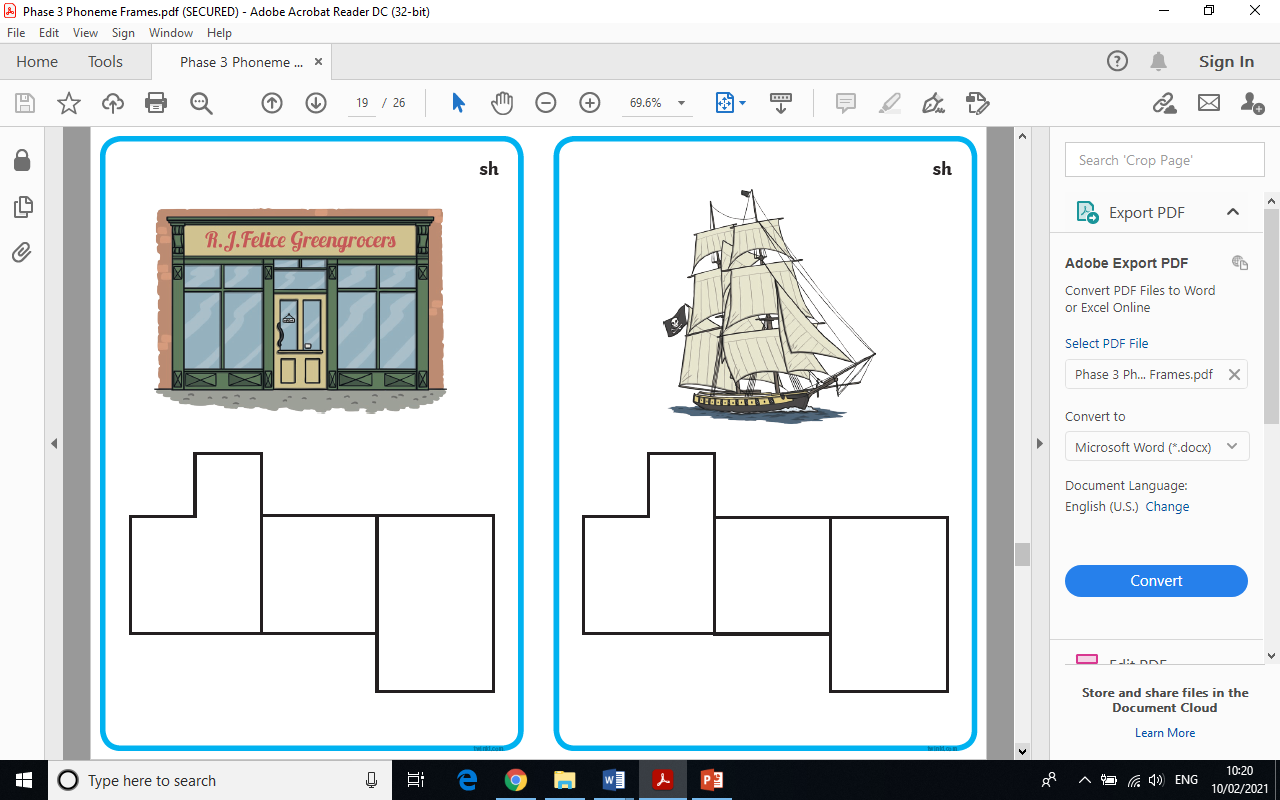 Phase 3 Phoneme Frames.pdf (SECURED) - Adobe Acrobat Reader DC (32-bit)
File Edit View Sign Window Help
Home Tools Phase 3 Phoneme ... Sign In
19 / 26 69.6%
sh
R.J.Felice Greengrocers
sh
Search 'Crop Page'
Export PDF
Adobe Export PDF
Convert PDF Files to Word
or Excel Online
Select PDF File
Phase 3 Ph... Frames.pdf
Convert to
Microsoft Word (*.docx)
Document Language:
English (U.S.) Change
Convert
Edit PDF
Store and share files in the
Document Cloud
Learn More
Type here to search
ENG
10:20
10/02/2021